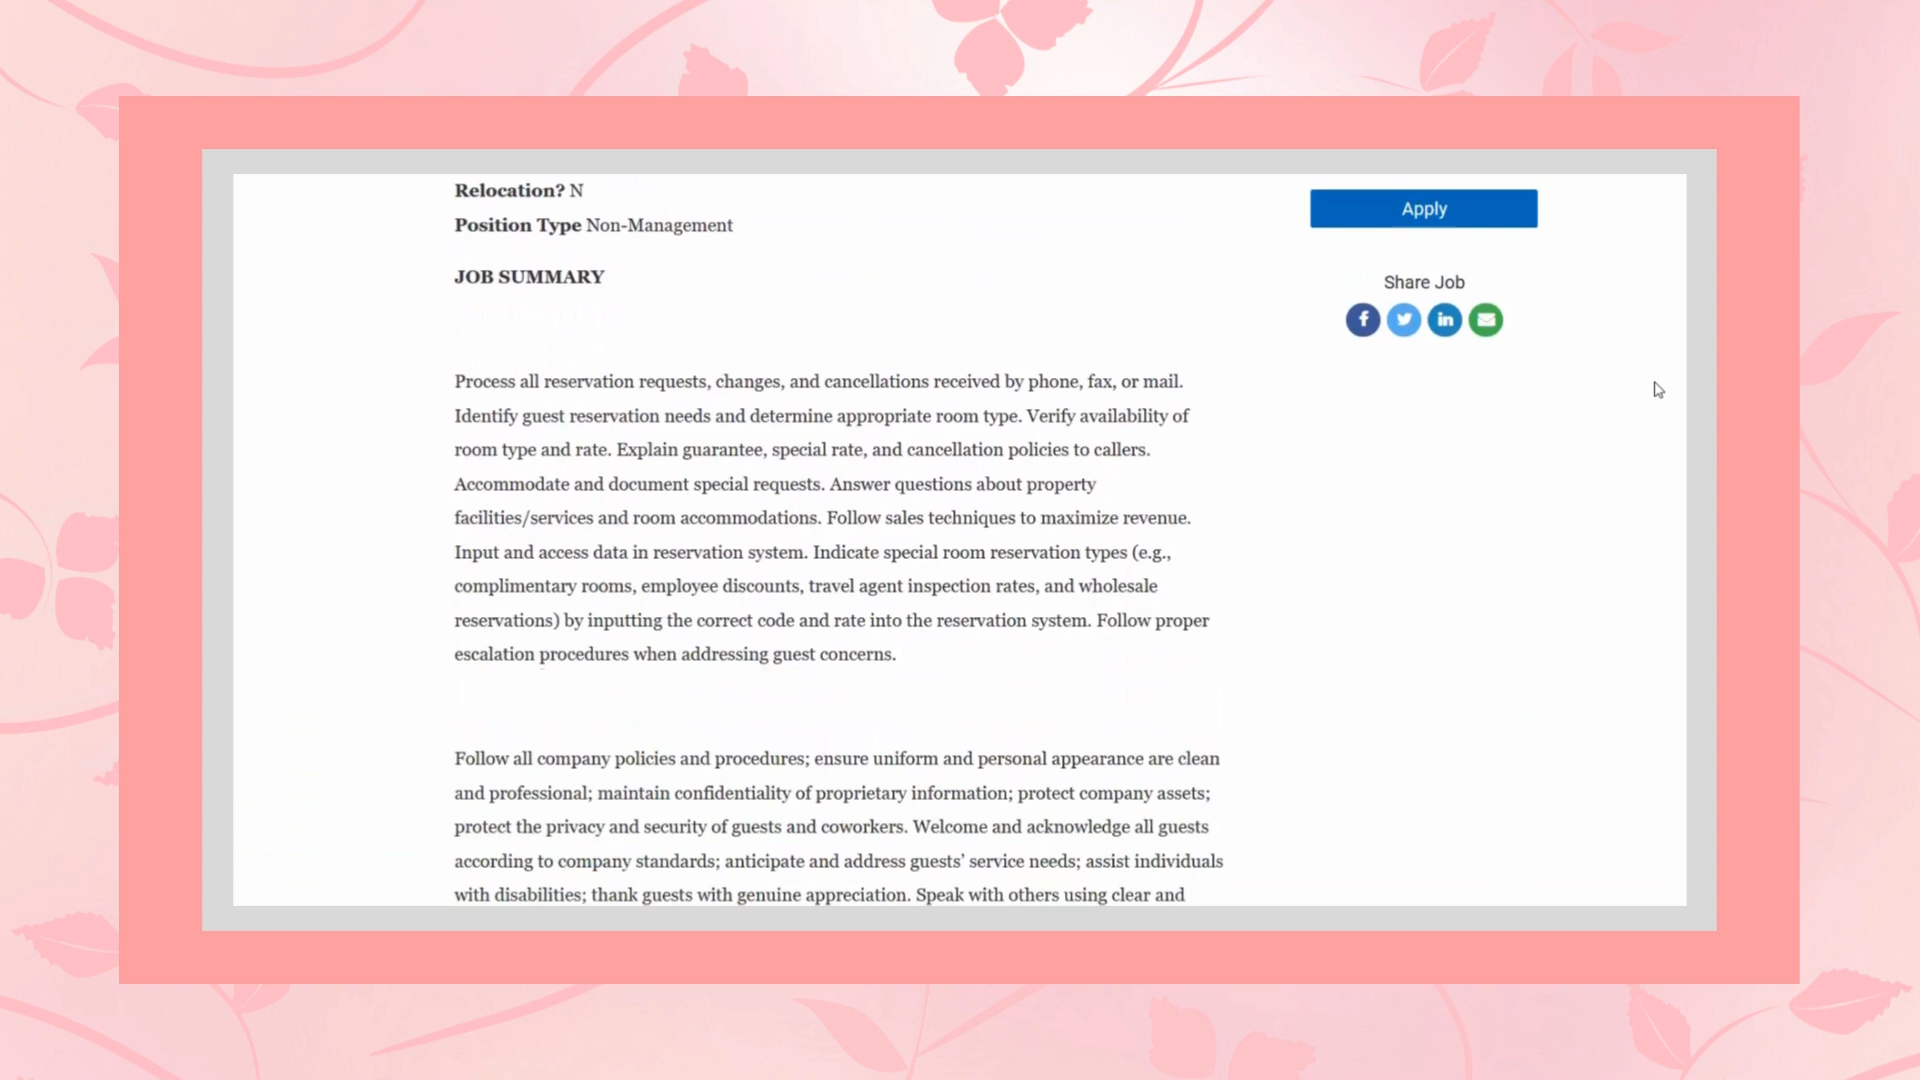 Relocation? N
Position Type Non-Management
Apply
JOB SUMMARY
Share Job
Process all reservation requests, changes, and cancellations received by phone, fax, or mail.
Identify guest reservation needs and determine appropriate room type. Verify availability of
room type and rate. Explain guarantee, special rate, and cancellation policies to callers.
Accommodate and document special requests. Answer questions about property
facilities/services and room accommodations. Follow sales techniques to maximize revenue.
Input and access data in reservation system. Indicate special room reservation types (e.g.,
complimentary rooms, employee discounts, travel agent inspection rates, and wholesale
reservations) by inputting the correct code and rate into the reservation system. Follow proper
escalation procedures when addressing guest concerns.
Follow all company policies and procedures; ensure uniform and personal appearance are clean
and professional; maintain confidentiality of proprietary information; protect company assets;
protect the privacy and security of guests and coworkers. Welcome and acknowledge all guests
according to company standards; anticipate and address guests’ service needs; assist individuals
with disabilities; thank guests with genuine appreciation. Speak with others using clear and